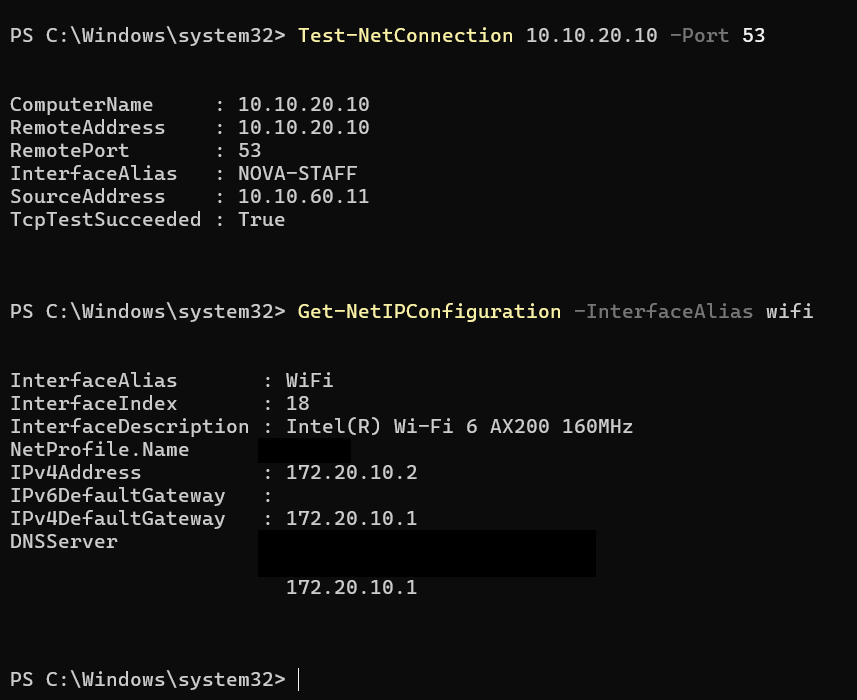 PS C:\Windows\system32> Test-NetConnection 10.10.20.10 -Port 53
ComputerName     : 10.10.20.10
RemoteAddress    : 10.10.20.10
RemotePort       : 53
InterfaceAlias   : NOVA-STAFF
SourceAddress    : 10.10.60.11
TcpTestSucceeded : True
PS C:\Windows\system32> Get-NetIPConfiguration -InterfaceAlias wifi
InterfaceAlias       : WiFi
InterfaceIndex       : 18
InterfaceDescription : Intel(R) Wi-Fi 6 AX200 160MHz
NetProfile.Name
IPv4Address          : 172.20.10.2
IPv6DefaultGateway   :
IPv4DefaultGateway   : 172.20.10.1
DNSServer
172.20.10.1
PS C:\Windows\system32>